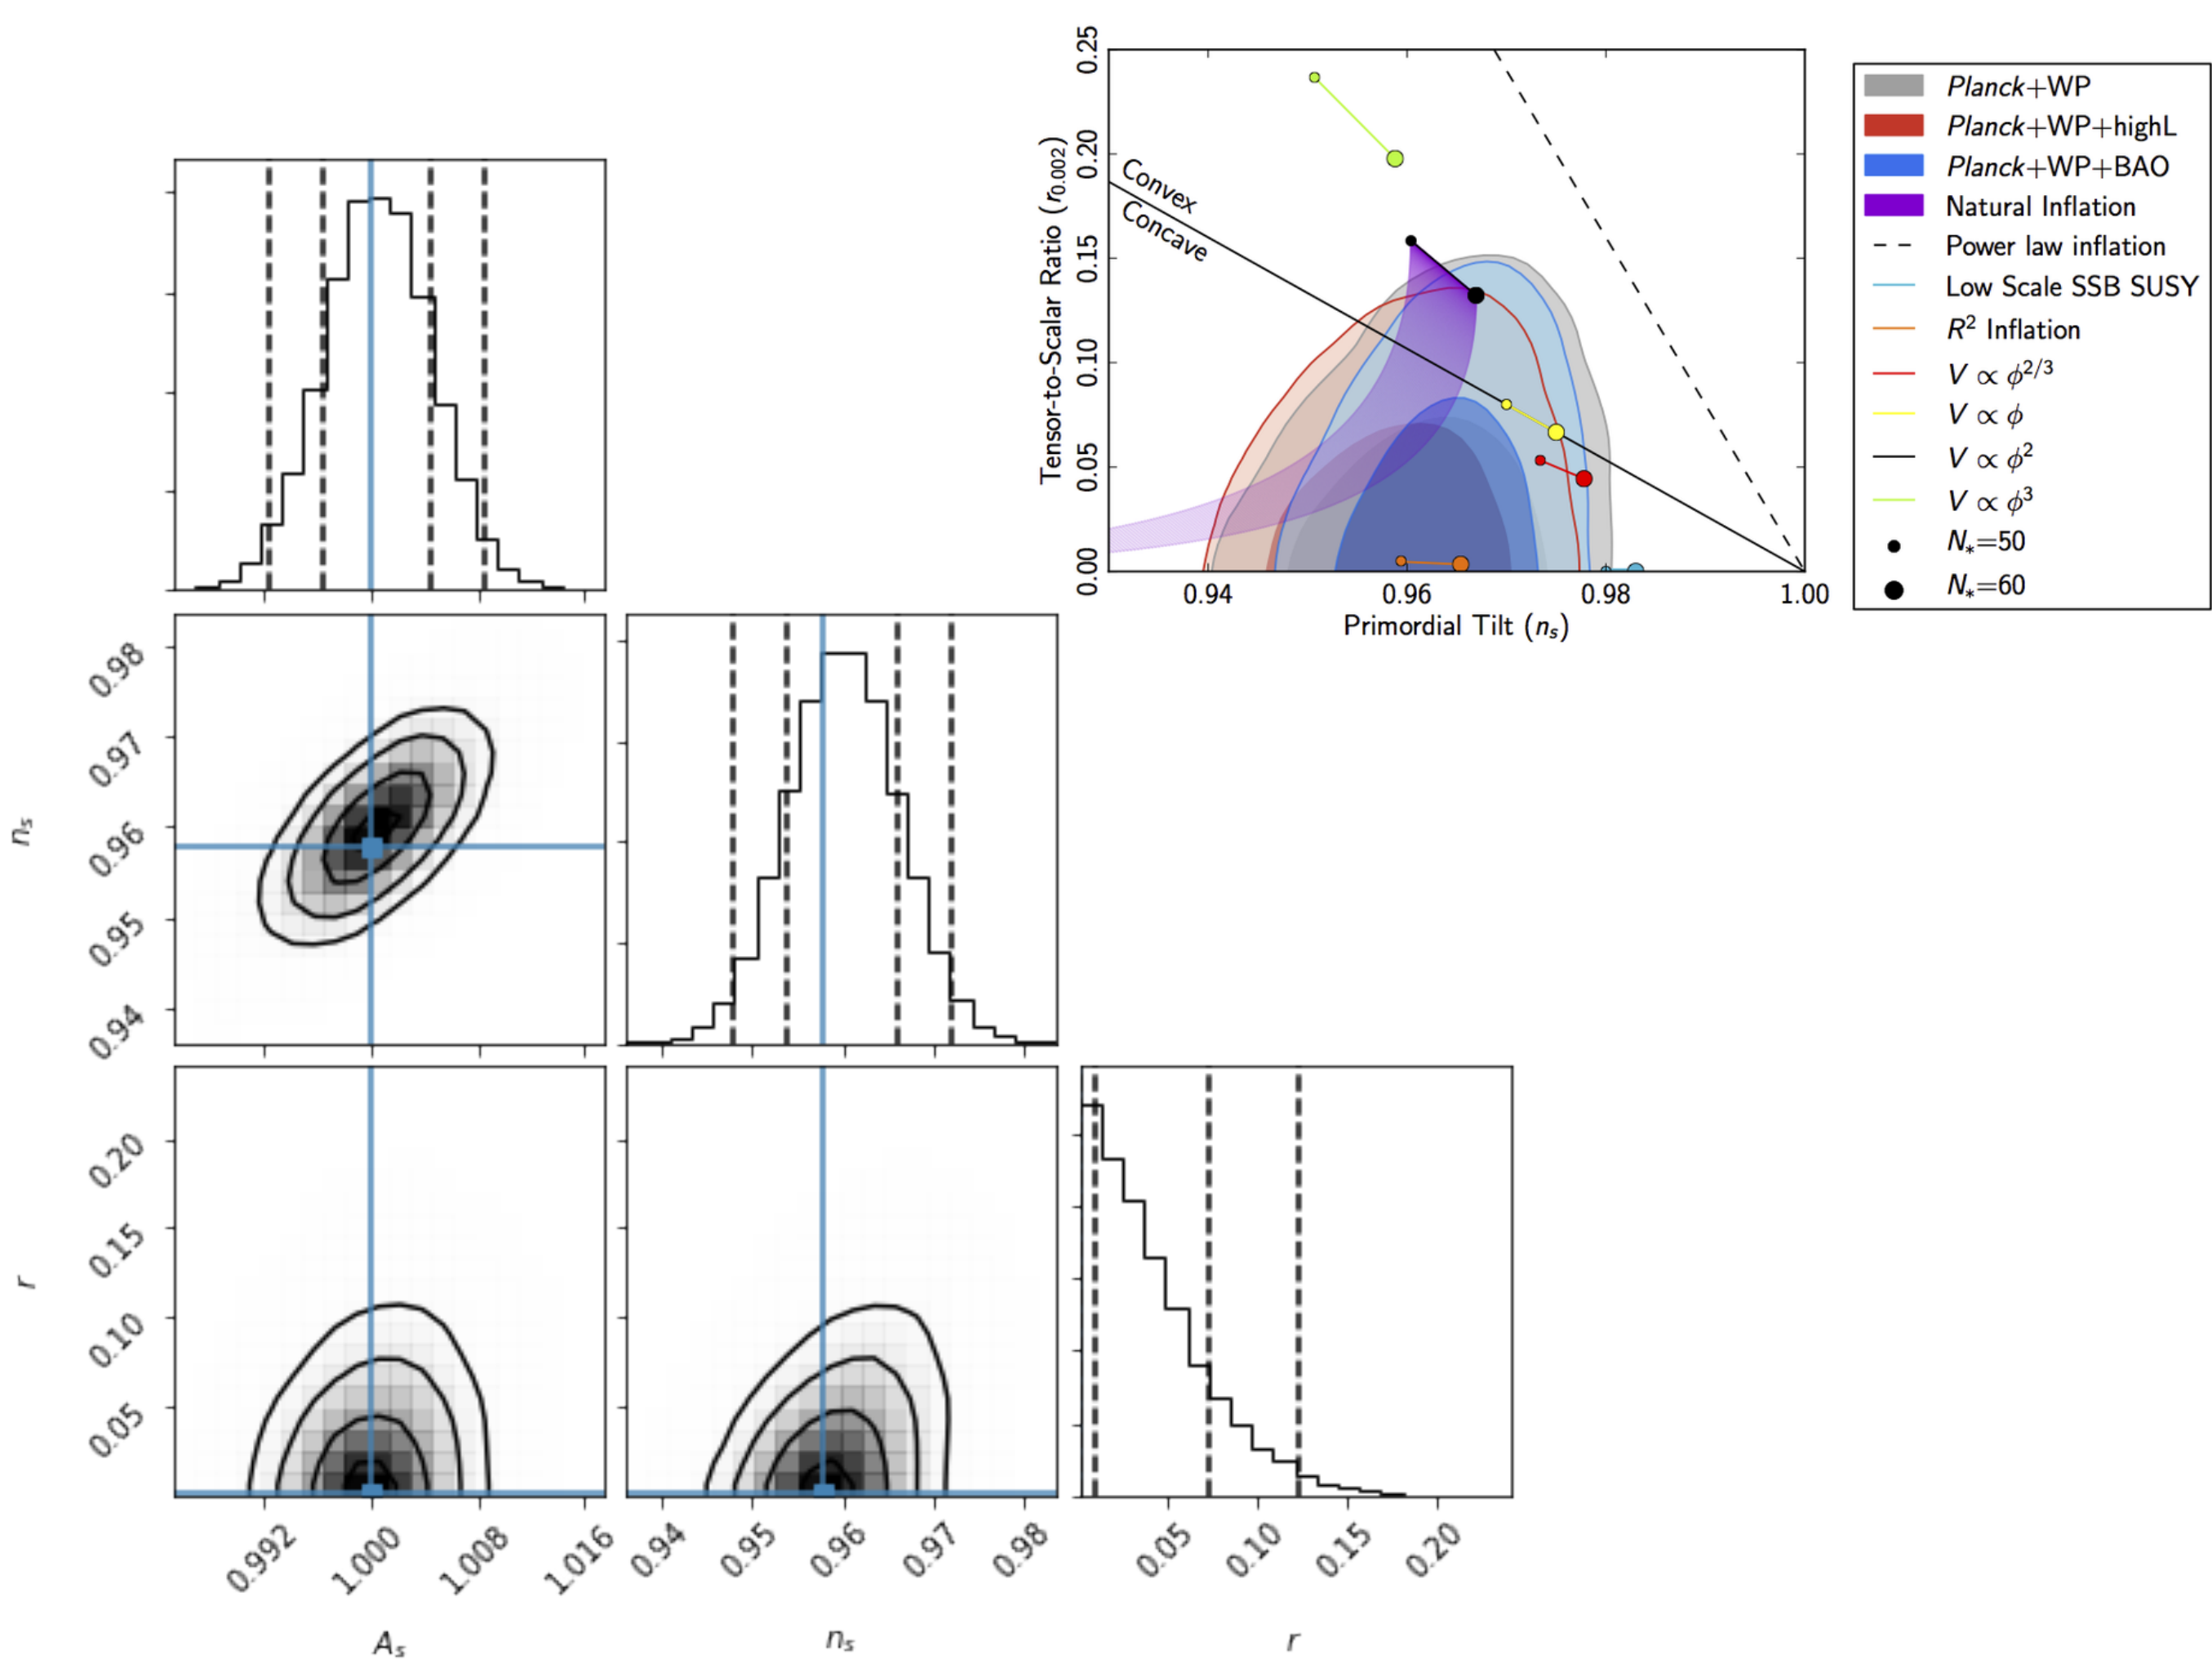 0.25
0.20
0.15
0.10
0.05
0.00
Tensor-to-Scalar Ratio (r₀.₀₀₂)
Convex
Concave
0.94 0.96 0.98 1.00
Primordial Tilt (nₛ)
Planck+WP
Planck+WP+highL
Planck+WP+BAO
Natural Inflation
Power law inflation
Low Scale SSB SUSY
R² Inflation
V ∝ ϕ^{2/3}
V ∝ ϕ
V ∝ ϕ²
V ∝ ϕ³
N_*=50
N_*=60
0.98
0.97
0.96
0.95
0.94
nₛ
0.20
0.15
0.10
0.05
r
0.992 1.000 1.008 1.016
0.94 0.95 0.96 0.97 0.98
0.05 0.10 0.15 0.20
Aₛ
nₛ
r